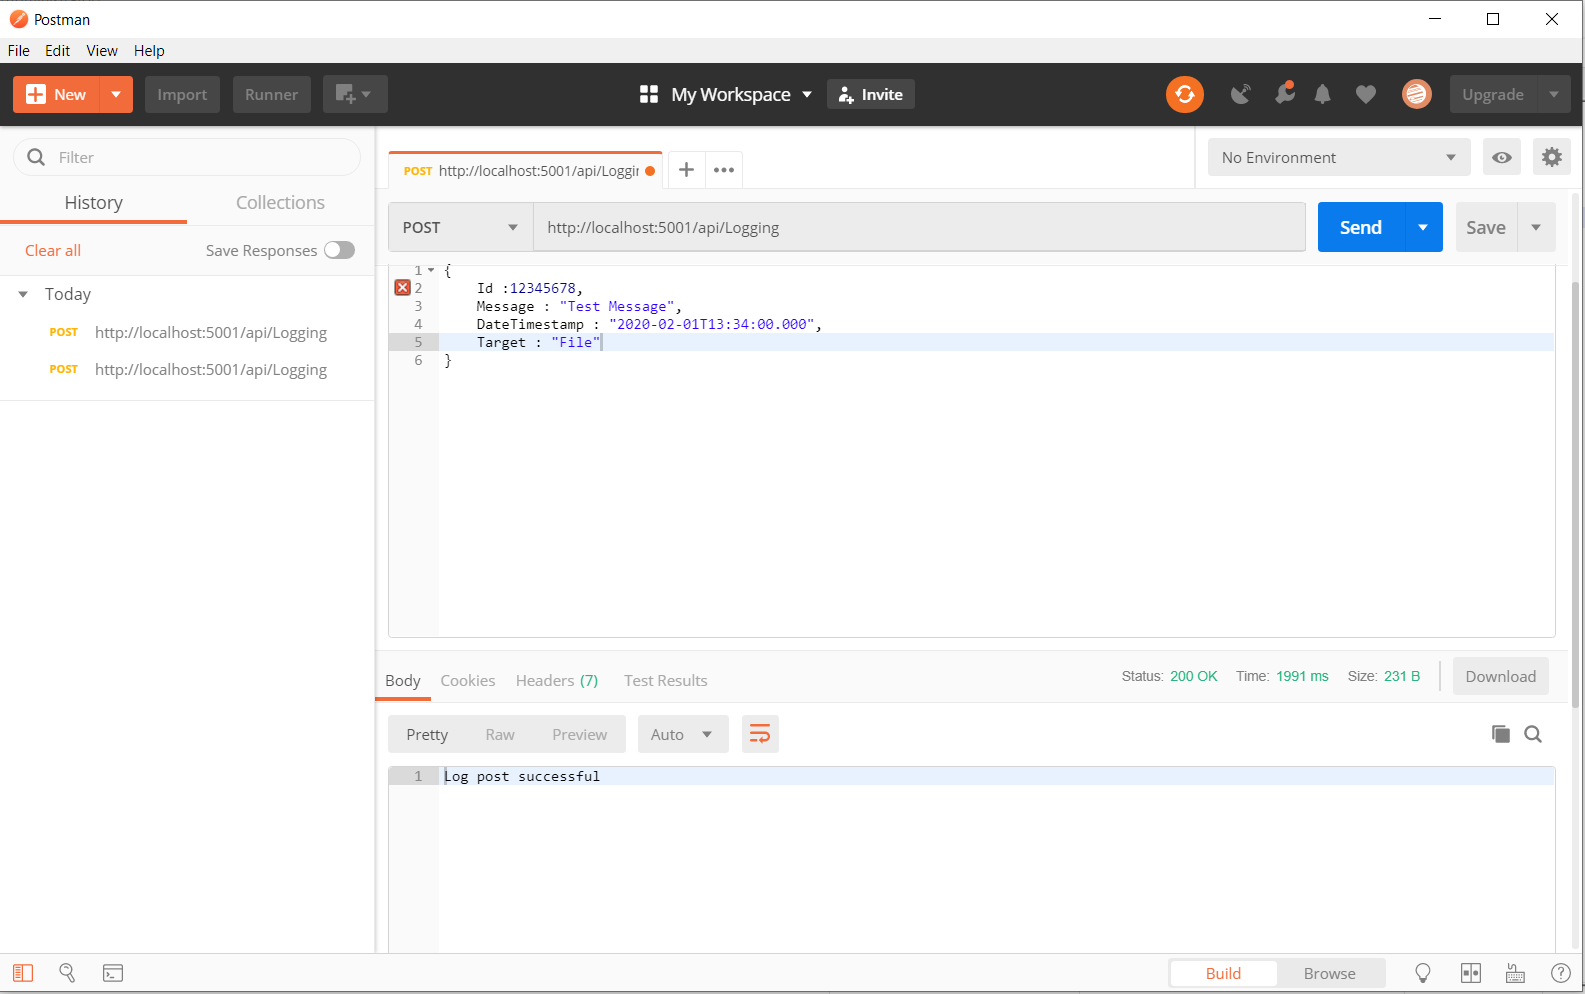 Postman
File Edit View Help
New Import Runner My Workspace Invite Upgrade
Filter
History Collections
Clear all Save Responses
Today
POST http://localhost:5001/api/Logging
POST http://localhost:5001/api/Logging
POST http://localhost:5001/api/Loggin
No Environment
POST http://localhost:5001/api/Logging Send Save
1 {
2 Id :12345678,
3 Message : "Test Message",
4 DateTimestamp : "2020-02-01T13:34:00.000",
5 Target : "File"
6 }
Body Cookies Headers (7) Test Results Status: 200 OK Time: 1991 ms Size: 231 B Download
Pretty Raw Preview Auto
1 Log post successful
Build Browse